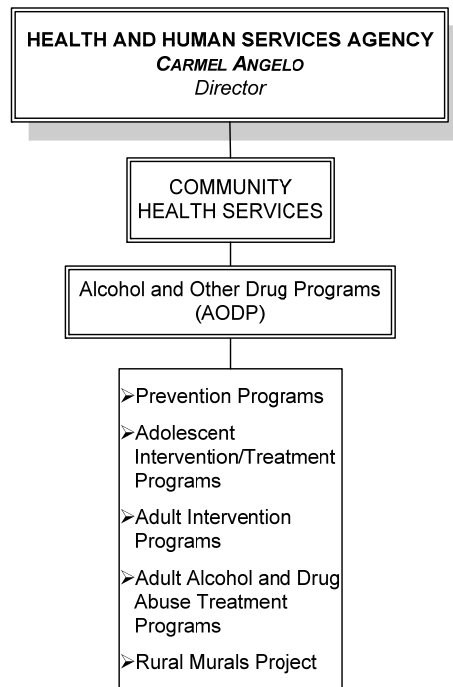 HEALTH AND HUMAN SERVICES AGENCY
CARMEL ANGELO
Director
COMMUNITY
HEALTH SERVICES
Alcohol and Other Drug Programs
(AODP)
➢Prevention Programs
➢Adolescent
Intervention/Treatment
Programs
➢Adult Intervention
Programs
➢Adult Alcohol and Drug
Abuse Treatment
Programs
➢Rural Murals Project